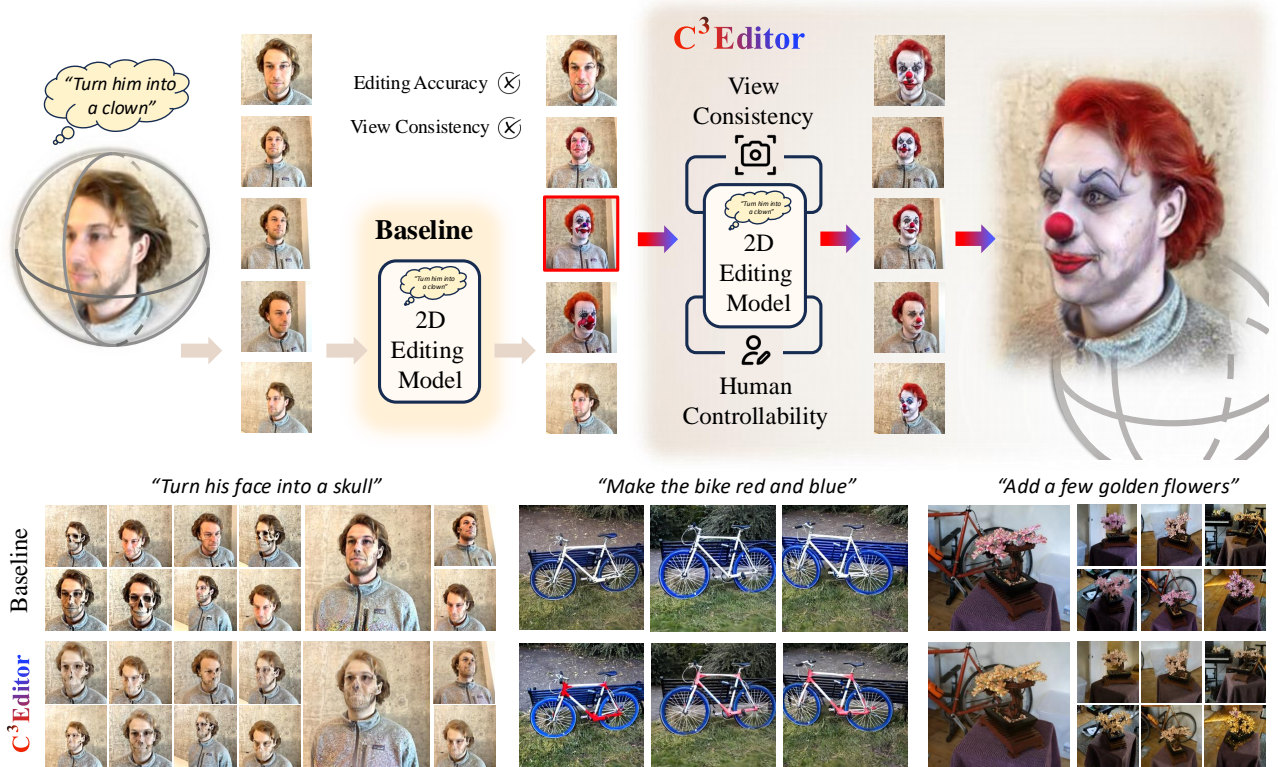 “Turn him into
a clown”
Editing Accuracy
View Consistency
Baseline
“Turn him into
a clown”
2D
Editing
Model
C³Editor
View
Consistency
“Turn him into
a clown”
2D
Editing
Model
Human
Controllability
“Turn his face into a skull”
“Make the bike red and blue”
“Add a few golden flowers”
Baseline
C³Editor